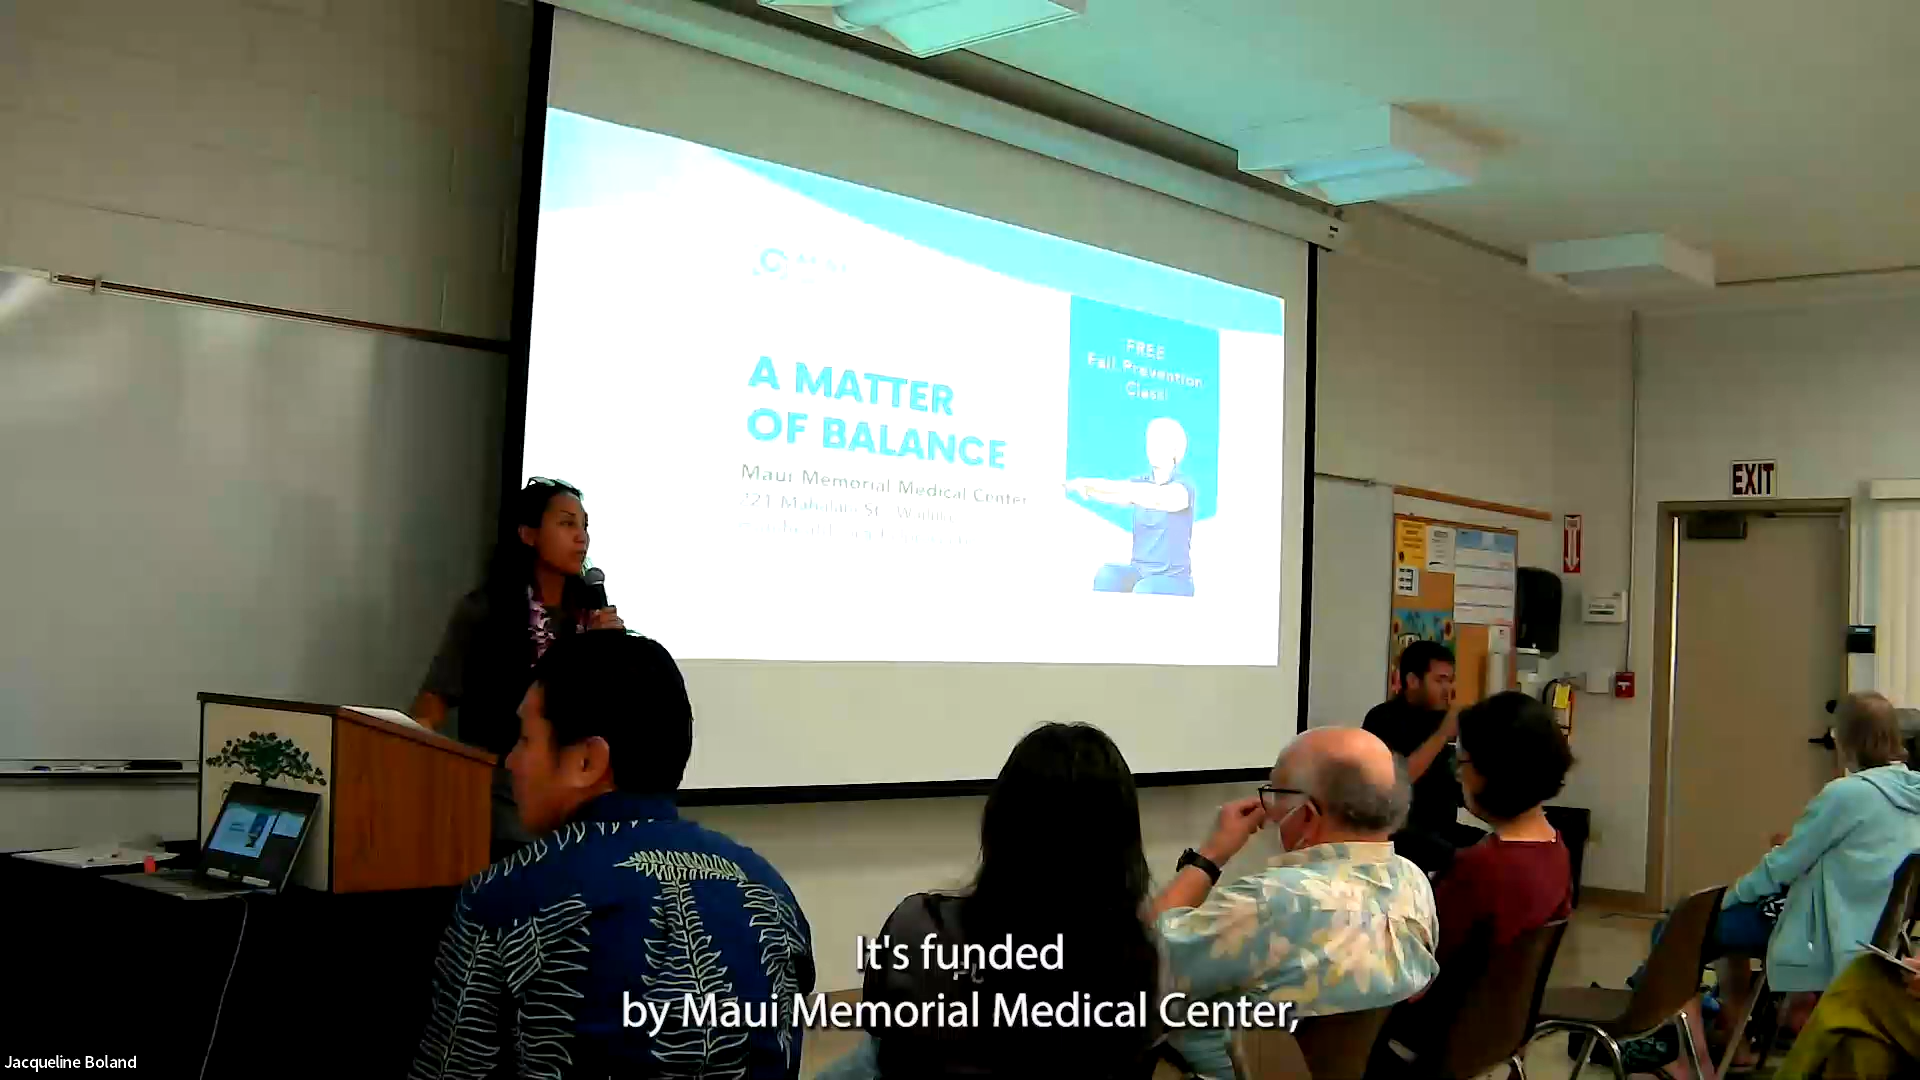 A MATTER
OF BALANCE
Maui Memorial Medical Center
FREE
Fall Prevention
Class!
EXIT
It's funded
by Maui Memorial Medical Center,
Jacqueline Boland